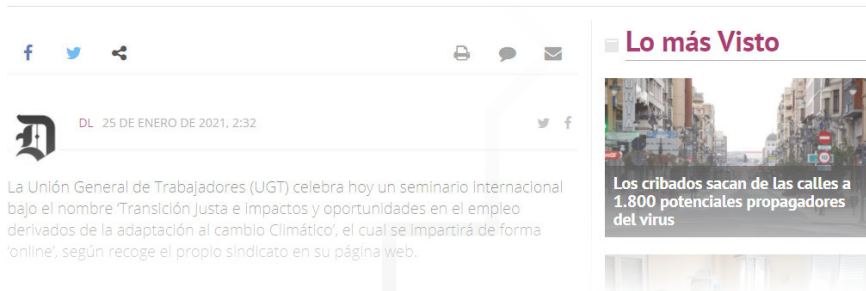 Lo más Visto
DL 25 DE ENERO DE 2021, 2:32
La Unión General de Trabajadores (UGT) celebra hoy un seminario internacional
bajo el nombre ‘Transición Justa e impactos y oportunidades en el empleo
derivados de la adaptación al cambio Climático’, el cual se impartirá de forma
‘online’, según recoge el propio sindicato en su página web.
Los cribados sacan de las calles a
1.800 potenciales propagadores
del virus